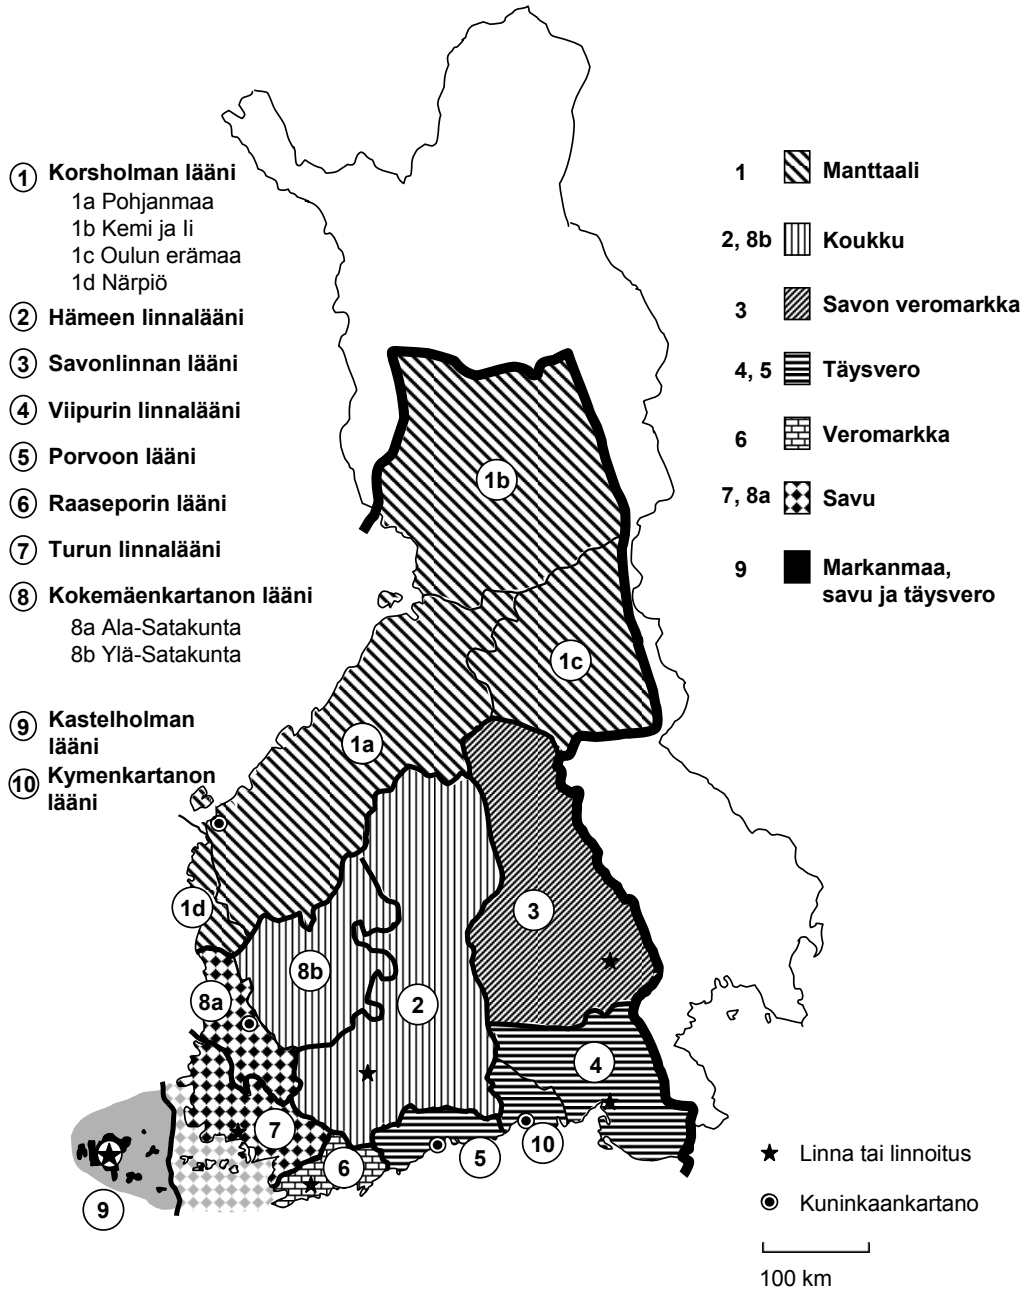 1 Korsholman lääni
1a Pohjanmaa
1b Kemi ja Ii
1c Oulun erämaa
1d Närpiö
2 Hämeen linnalääni
3 Savonlinnan lääni
4 Viipurin linnalääni
5 Porvoon lääni
6 Raaseporin lääni
7 Turun linnalääni
8 Kokemäenkartanon lääni
8a Ala-Satakunta
8b Ylä-Satakunta
9 Kastelholman
lääni
10 Kymenkartanon
lääni
1 Manttaali
2, 8b Koukku
3 Savon veromarkka
4, 5 Täysvero
6 Veromarkka
7, 8a Savu
9 Markanmaa,
savu ja täysvero
1b
1c
1a
1d
3
8b
8a
2
4
7
10
5
6
9
Linna tai linnoitus
Kuninkaankartano
100 km